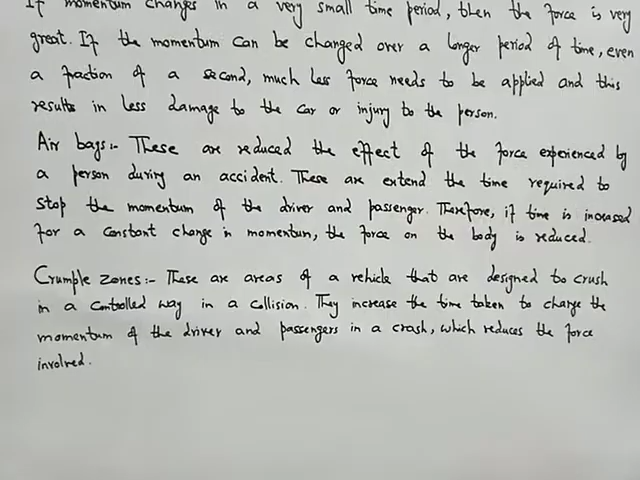 If momentum changes in a very small time period, then the force is very
great. If the momentum can be changed over a longer period of time, even
a fraction of a second, much less force needs to be applied and this
results in less damage to the car or injury to the person.
Air bags:- These are reduced the effect of the force experienced by
a person during an accident. These are extend the time required to
stop the momentum of the driver and passenger. Therefore, if time is increased
for a constant change in momentum, the force on the body is reduced.
Crumple zones:- These are areas of a vehicle that are designed to crush
in a controlled way in a collision. They increase the time taken to change the
momentum of the driver and passengers in a crash, which reduces the force
involved.